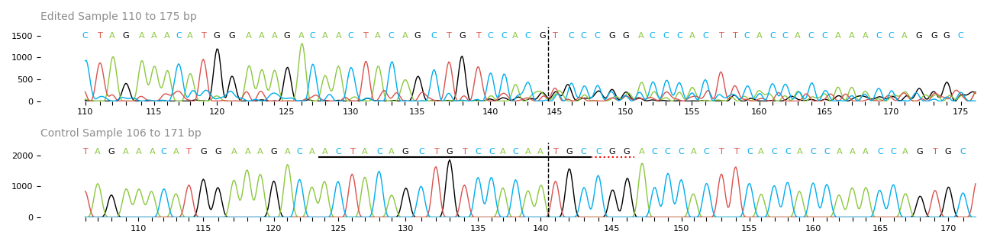 Edited Sample 110 to 175 bp
C T A G A A A C A T G G A A A G A C A A C T A C A G C T G T C C A C G T C C C G G A C C C A C T T C A C C A C C A A A C C A G G G C
1500
1000
500
0
110 115 120 125 130 135 140 145 150 155 160 165 170 175
Control Sample 106 to 171 bp
T A G A A A C A T G G A A A G A C A A C T A C A G C T G T C C A C A A T G C C G G A C C C A C T T C A C C A C C A A A C C A G T G C
2000
1000
0
110 115 120 125 130 135 140 145 150 155 160 165 170